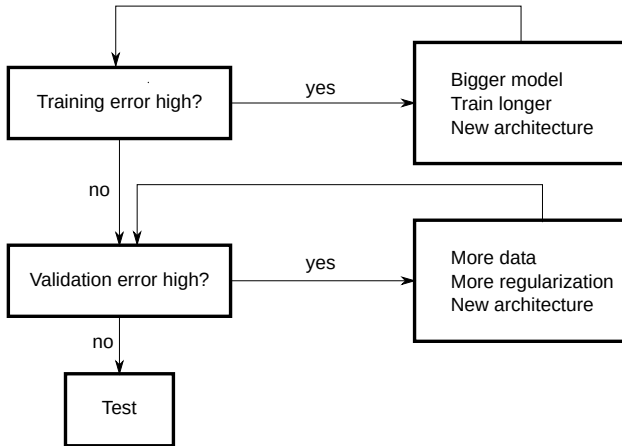 Training error high?
yes
Bigger model
Train longer
New architecture
no
Validation error high?
yes
More data
More regularization
New architecture
no
Test